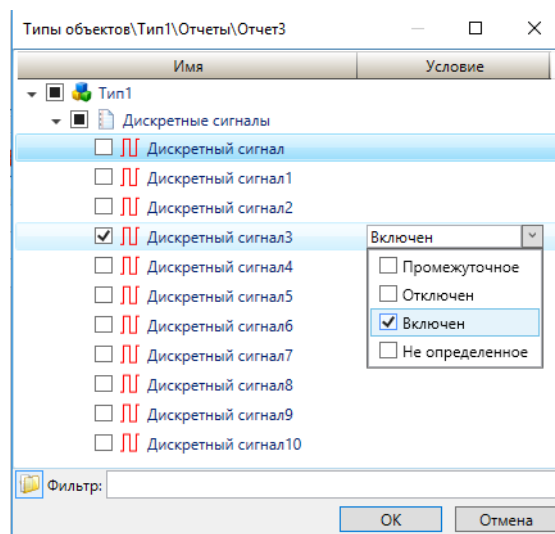 Типы объектов\Тип1\Отчеты\Отчет3
Имя Условие
Тип1
Дискретные сигналы
Дискретный сигнал
Дискретный сигнал1
Дискретный сигнал2
Дискретный сигнал3 Включен
Дискретный сигнал4 Промежуточное
Дискретный сигнал5 Отключен
Дискретный сигнал6 Включен
Дискретный сигнал7 Не определенное
Дискретный сигнал8
Дискретный сигнал9
Дискретный сигнал10
Фильтр:
OK Отмена